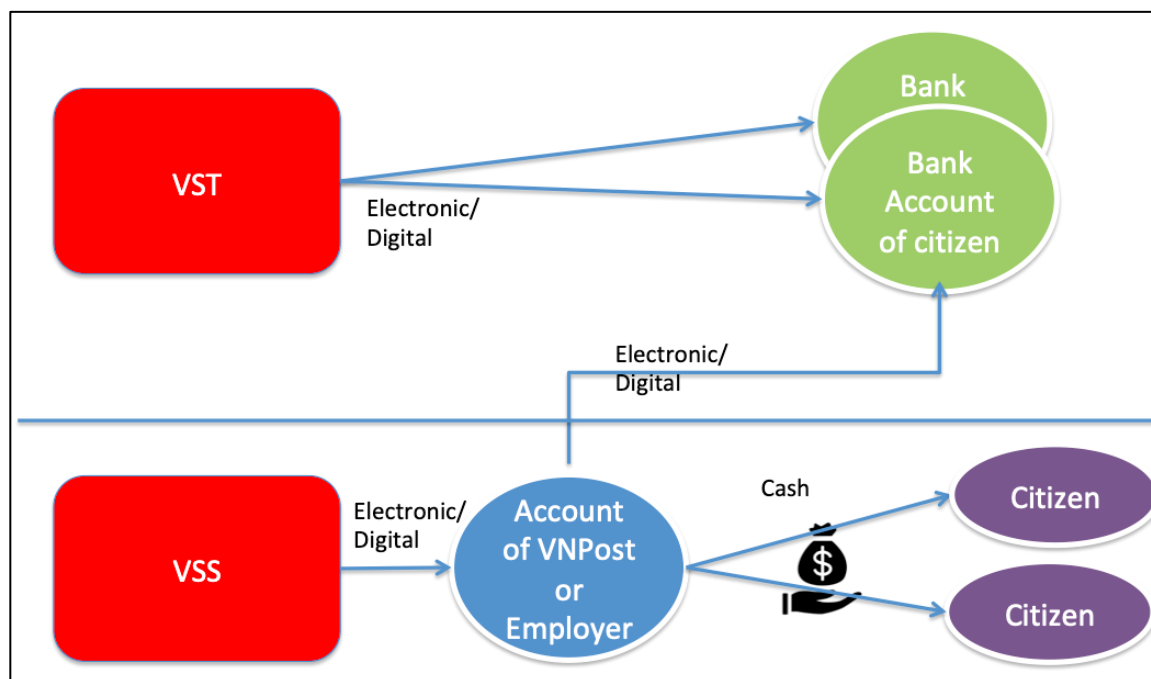 VST
Electronic/
Digital
Bank
Bank
Account
of citizen
Electronic/
Digital
VSS
Electronic/
Digital
Account
of VNPost
or
Employer
Cash
$
Citizen
Citizen